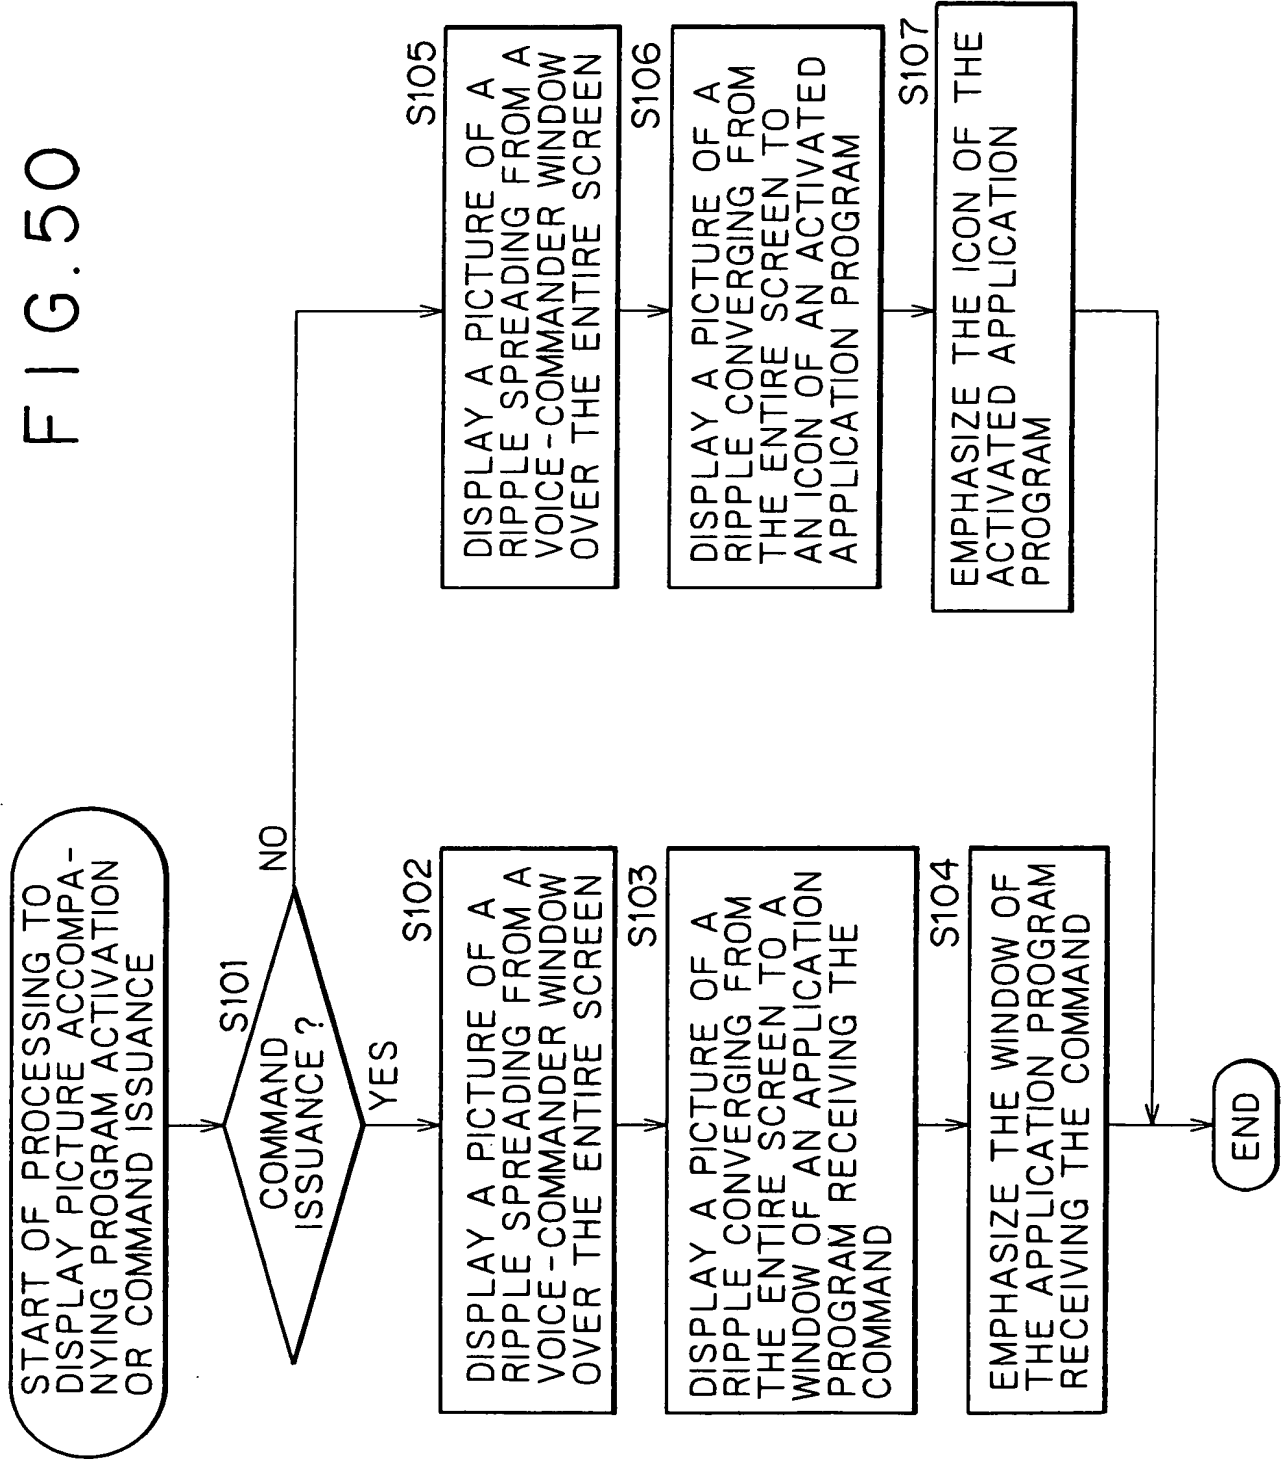 FIG.50
START OF PROCESSING TO
DISPLAY PICTURE ACCOMPA-
NYING PROGRAM ACTIVATION
OR COMMAND ISSUANCE
S101
COMMAND
ISSUANCE ?
NO
YES
S102
DISPLAY A PICTURE OF A
RIPPLE SPREADING FROM A
VOICE-COMMANDER WINDOW
OVER THE ENTIRE SCREEN
S103
DISPLAY A PICTURE OF A
RIPPLE CONVERGING FROM
THE ENTIRE SCREEN TO A
WINDOW OF AN APPLICATION
PROGRAM RECEIVING THE
COMMAND
S104
EMPHASIZE THE WINDOW OF
THE APPLICATION PROGRAM
RECEIVING THE COMMAND
S105
DISPLAY A PICTURE OF A
RIPPLE SPREADING FROM A
VOICE-COMMANDER WINDOW
OVER THE ENTIRE SCREEN
S106
DISPLAY A PICTURE OF A
RIPPLE CONVERGING FROM
THE ENTIRE SCREEN TO
AN ICON OF AN ACTIVATED
APPLICATION PROGRAM
S107
EMPHASIZE THE ICON OF THE
ACTIVATED APPLICATION
PROGRAM
END